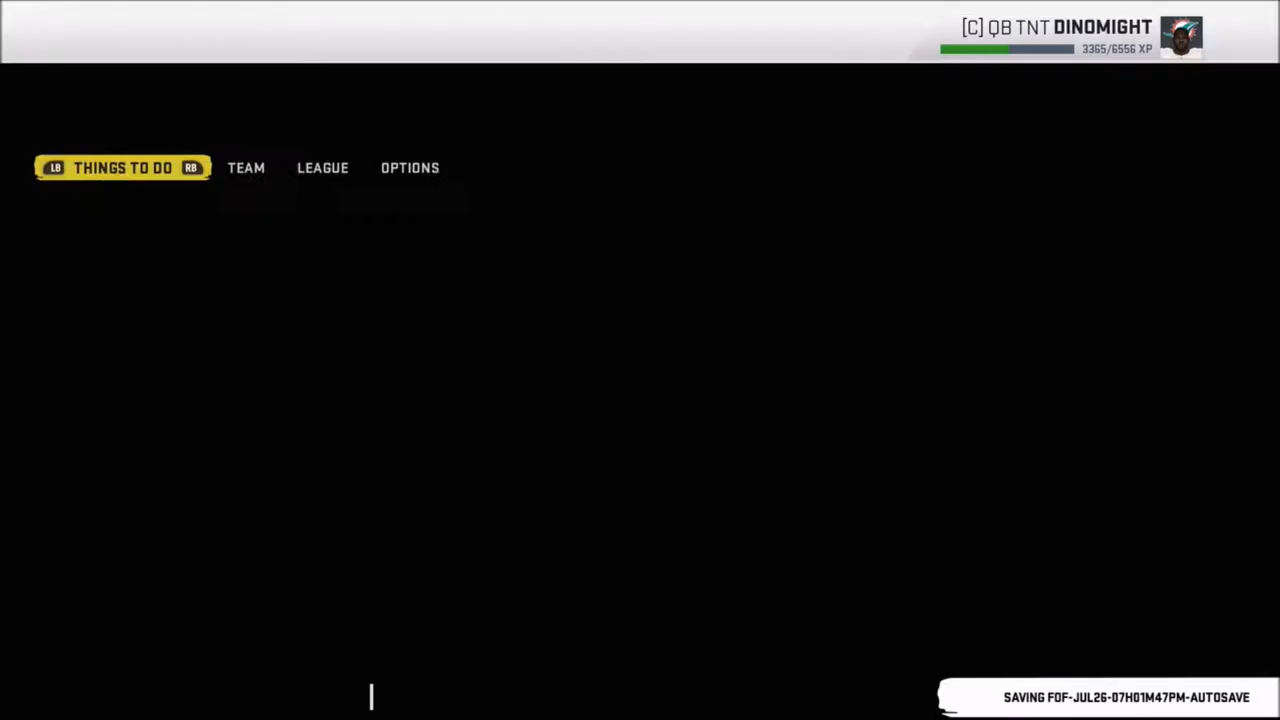 [C] QB TNT DINOMIGHT
3365/6556 XP
LB THINGS TO DO RB TEAM LEAGUE OPTIONS
SAVING FOF-JUL26-07H01M47PM-AUTOSAVE